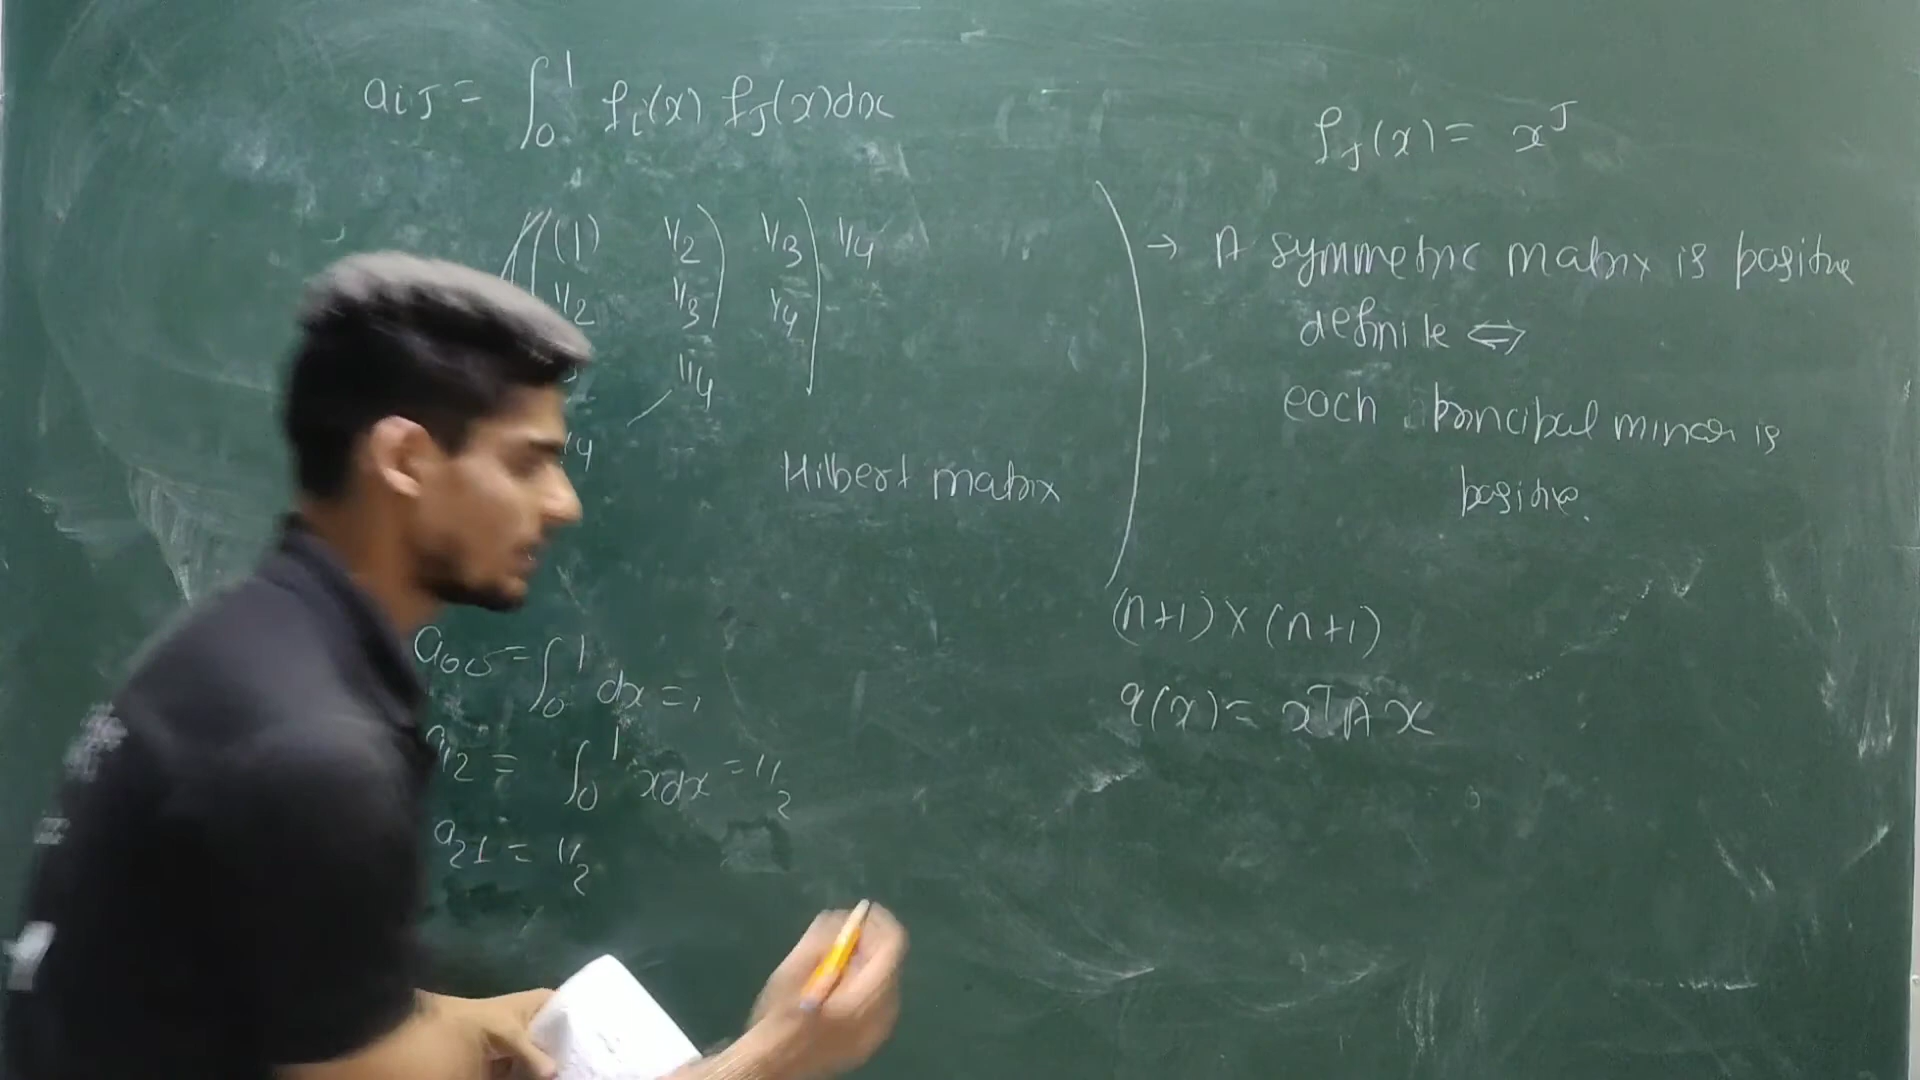 aij = ∫₀¹ fi(x) fj(x)dx
fj(x) = x^j
(1) 1/2 1/3 1/4
1/2 1/3 1/4
1/4
Hilbert matrix
→ A symmetric matrix is positive
definite ⇔
each principal minor is
positive.
(n+1) x (n+1)
q(x) = xᵀAx
a00 = ∫₀¹ dx = 1
a12 = ∫₀¹ xdx = 1/2
a21 = 1/2